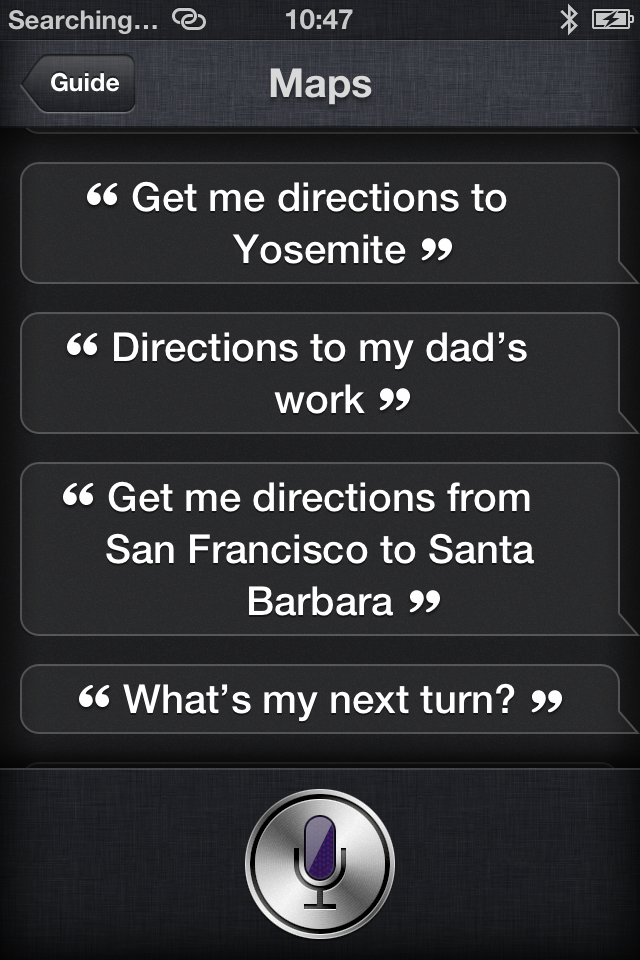 Searching... 10:47
Guide Maps
“ Get me directions to
Yosemite ”
“ Directions to my dad’s
work ”
“ Get me directions from
San Francisco to Santa
Barbara ”
“ What’s my next turn? ”